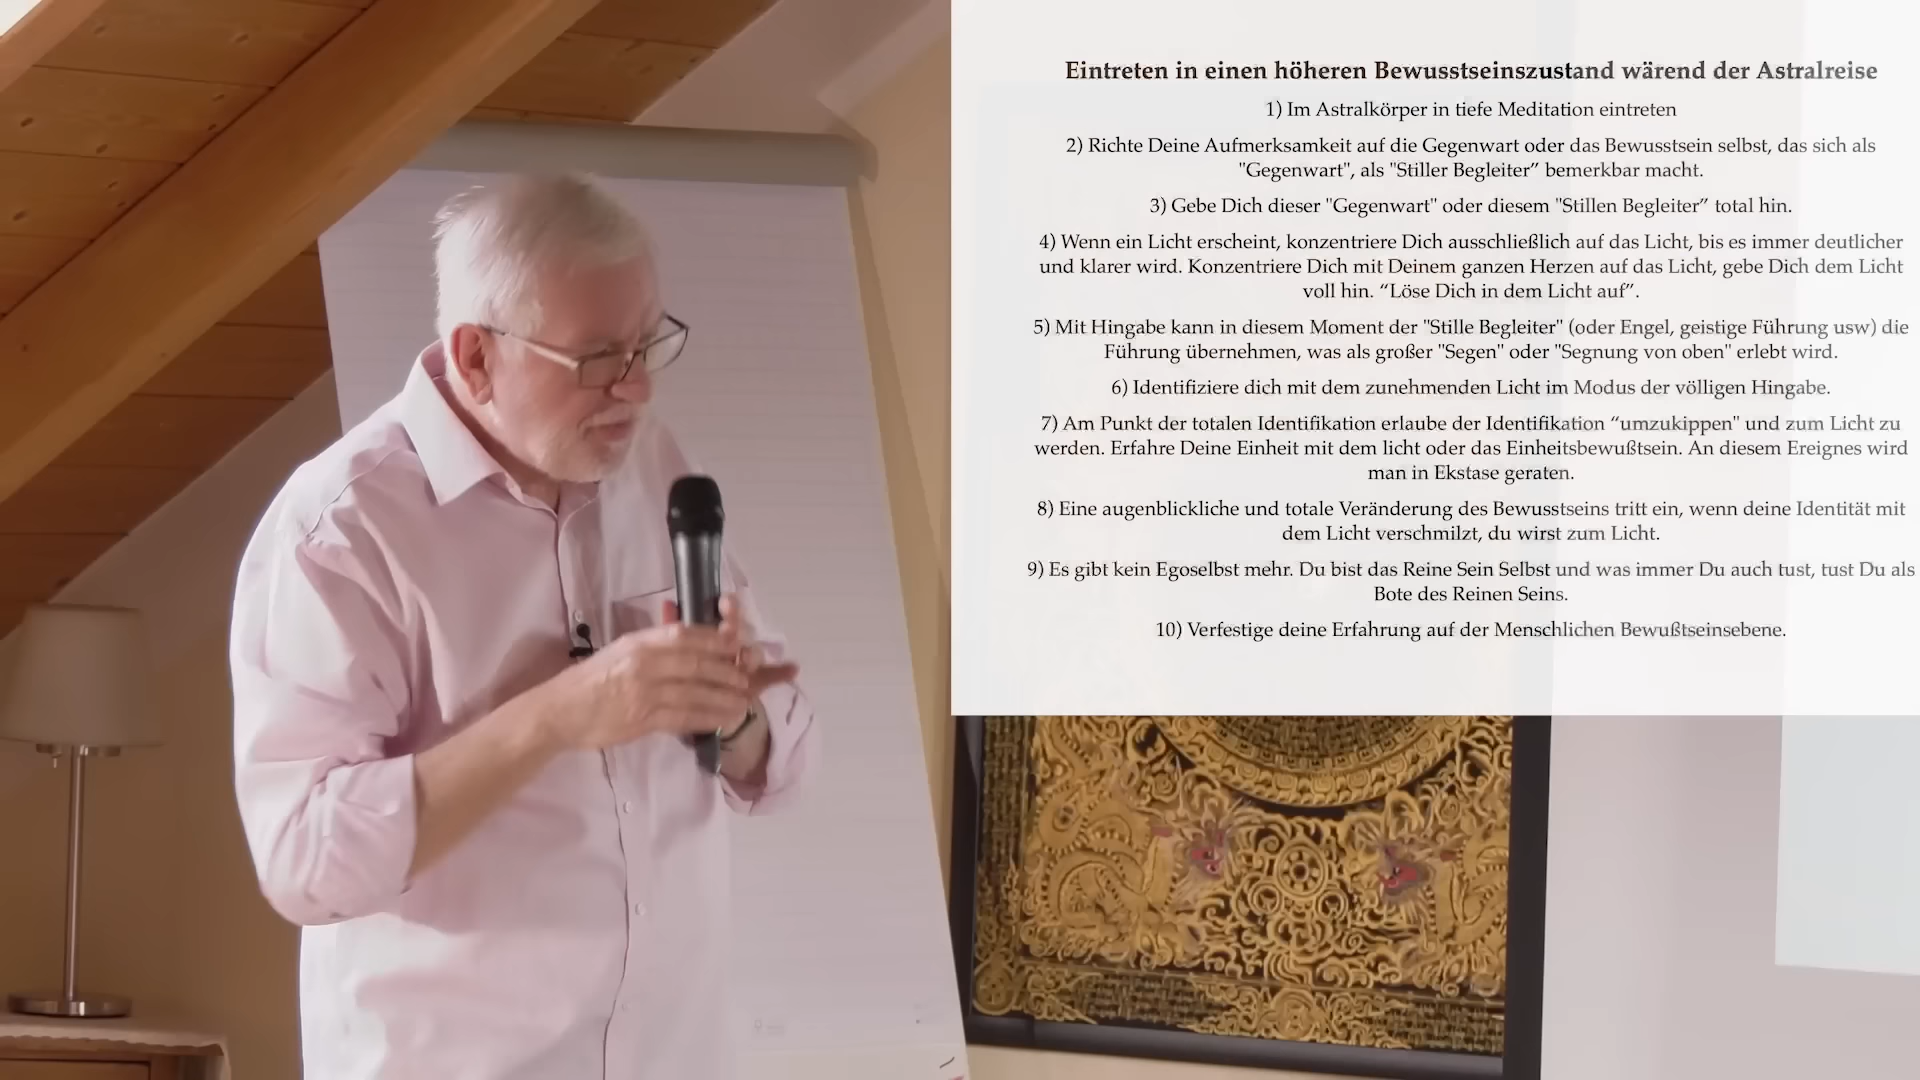 Eintreten in einen höheren Bewusstseinszustand wärend der Astralreise
1) Im Astralkörper in tiefe Meditation eintreten
2) Richte Deine Aufmerksamkeit auf die Gegenwart oder das Bewusstsein selbst, das sich als
"Gegenwart", als "Stiller Begleiter” bemerkbar macht.
3) Gebe Dich dieser "Gegenwart" oder diesem "Stillen Begleiter” total hin.
4) Wenn ein Licht erscheint, konzentriere Dich ausschließlich auf das Licht, bis es immer deutlicher
und klarer wird. Konzentriere Dich mit Deinem ganzen Herzen auf das Licht, gebe Dich dem Licht
voll hin. “Löse Dich in dem Licht auf”.
5) Mit Hingabe kann in diesem Moment der "Stille Begleiter" (oder Engel, geistige Führung usw) die
Führung übernehmen, was als großer "Segen" oder "Segnung von oben" erlebt wird.
6) Identifiziere dich mit dem zunehmenden Licht im Modus der völligen Hingabe.
7) Am Punkt der totalen Identifikation erlaube der Identifikation “umzukippen" und zum Licht zu
werden. Erfahre Deine Einheit mit dem licht oder das Einheitsbewußtsein. An diesem Ereignes wird
man in Ekstase geraten.
8) Eine augenblickliche und totale Veränderung des Bewusstseins tritt ein, wenn deine Identität mit
dem Licht verschmilzt, du wirst zum Licht.
9) Es gibt kein Egoselbst mehr. Du bist das Reine Sein Selbst und was immer Du auch tust, tust Du als
Bote des Reinen Seins.
10) Verfestige deine Erfahrung auf der Menschlichen Bewußtseinsebene.